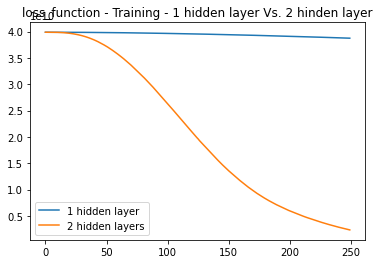 loss function - Training - 1 hidden layer Vs. 2 hinden layer
1e10
4.0
3.5
3.0
2.5
2.0
1.5
1.0
0.5
1 hidden layer
2 hidden layers
0 50 100 150 200 250